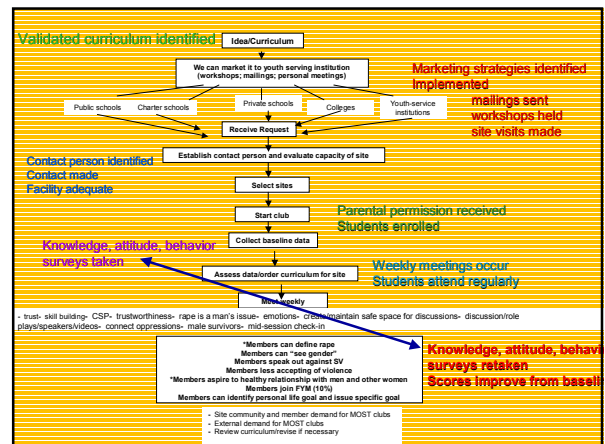 Validated curriculum identified
Idea/Curriculum
We can market it to youth serving institution
(workshops; mailings; personal meetings)
Marketing strategies identified
Implemented
mailings sent
workshops held
site visits made
Public schools
Charter schools
Private schools
Colleges
Youth-service
institutions
Receive Request
Establish contact person and evaluate capacity of site
Contact person identified
Contact made
Facility adequate
Select sites
Start club
Parental permission received
Students enrolled
Collect baseline data
Knowledge, attitude, behavior
surveys taken
Assess data/order curriculum for site
Weekly meetings occur
Students attend regularly
Meet weekly
- trust- skill building- CSP- trustworthiness- rape is a man's issue- emotions- create/maintain safe space for discussions- discussion/role
plays/speakers/videos- connect oppressions- male survivors- mid-session check-in
*Members can define rape
Members can "see gender"
Members speak out against SV
Members less accepting of violence
*Members aspire to healthy relationship with men and other women
Members join FYM (10%)
Members can identify personal life goal and issue specific goal
Knowledge, attitude, behavi
surveys retaken
Scores improve from baseli
- Site community and member demand for MOST clubs
- External demand for MOST clubs
- Review curriculum/revise if necessary